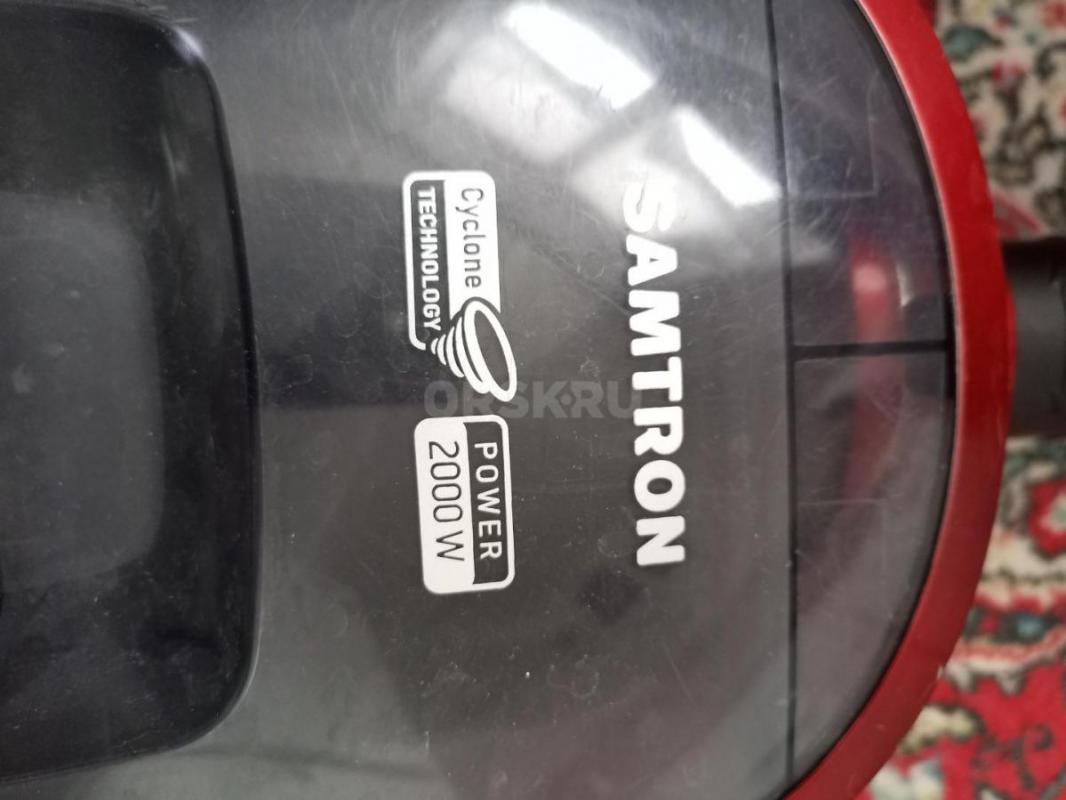 SAMTRON
Cyclone
TECHNOLOGY
POWER
2000 W
ORSK.RU